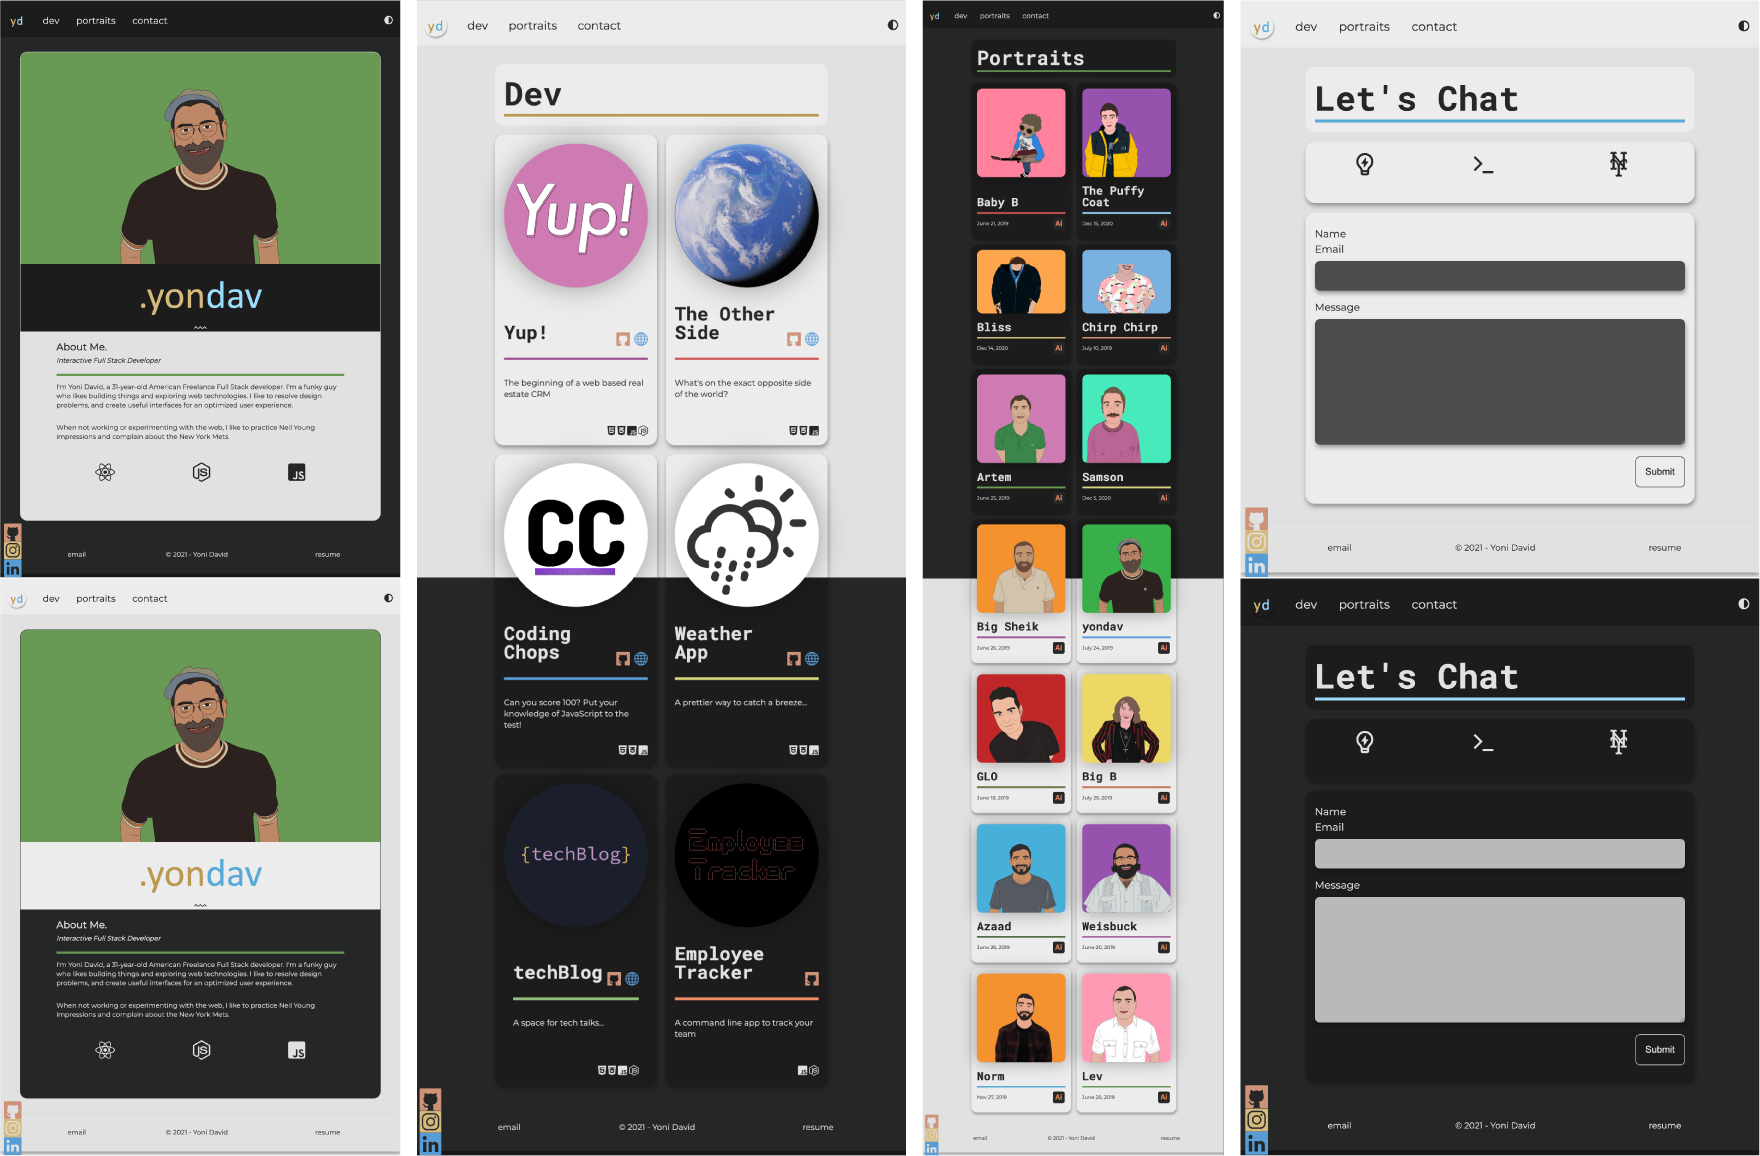 yd dev portraits contact
.yondav
About Me.
Interactive Full Stack Developer
I'm Yoni David, a 31-year-old American Freelance Full Stack developer. I'm a funky guy
who likes building things and exploring web technologies. I like to resolve design
problems, and create useful interfaces for an optimized user experience.
When not working or experimenting with the web, I like to practice Neil Young
impressions and complain about the New York Mets.
JS JS
in
email © 2021 - Yoni David resume
yd dev portraits contact
.yondav
About Me.
Interactive Full Stack Developer
I'm Yoni David, a 31-year-old American Freelance Full Stack developer. I'm a funky guy
who likes building things and exploring web technologies. I like to resolve design
problems, and create useful interfaces for an optimized user experience.
When not working or experimenting with the web, I like to practice Neil Young
impressions and complain about the New York Mets.
JS JS
in
email © 2021 - Yoni David resume
yd dev portraits contact
Dev
Yup!
Yup!
The beginning of a web based real
estate CRM
The Other
Side
What's on the exact opposite side
of the world?
CC
Coding
Chops
Can you score 100? Put your
knowledge of JavaScript to the
test!
Weather
App
A prettier way to catch a breeze...
{techBlog}
techBlog
A space for tech talks...
Employee
Tracker
Employee
Tracker
A command line app to track your
team
in
email © 2021 - Yoni David resume
yd dev portraits contact
Portraits
Baby B
June 21, 2019 Ai
The Puffy
Coat
Dec 15, 2020 Ai
Bliss
Dec 14, 2020 Ai
Chirp Chirp
July 10, 2019 Ai
Artem
June 25, 2019 Ai
Samson
Dec 5, 2020 Ai
Big Sheik
June 26, 2019 Ai
yondav
July 24, 2019 Ai
GLO
June 18, 2019 Ai
Big B
July 25, 2019 Ai
Azaad
June 26, 2019 Ai
Weisbuck
June 20, 2019 Ai
Norm
Nov 27, 2019 Ai
Lev
June 29, 2019 Ai
in
email © 2021 - Yoni David resume
yd dev portraits contact
Let's Chat
NY
Name
Email
Message
Submit
in
email © 2021 - Yoni David resume
yd dev portraits contact
Let's Chat
NY
Name
Email
Message
Submit
in
email © 2021 - Yoni David resume